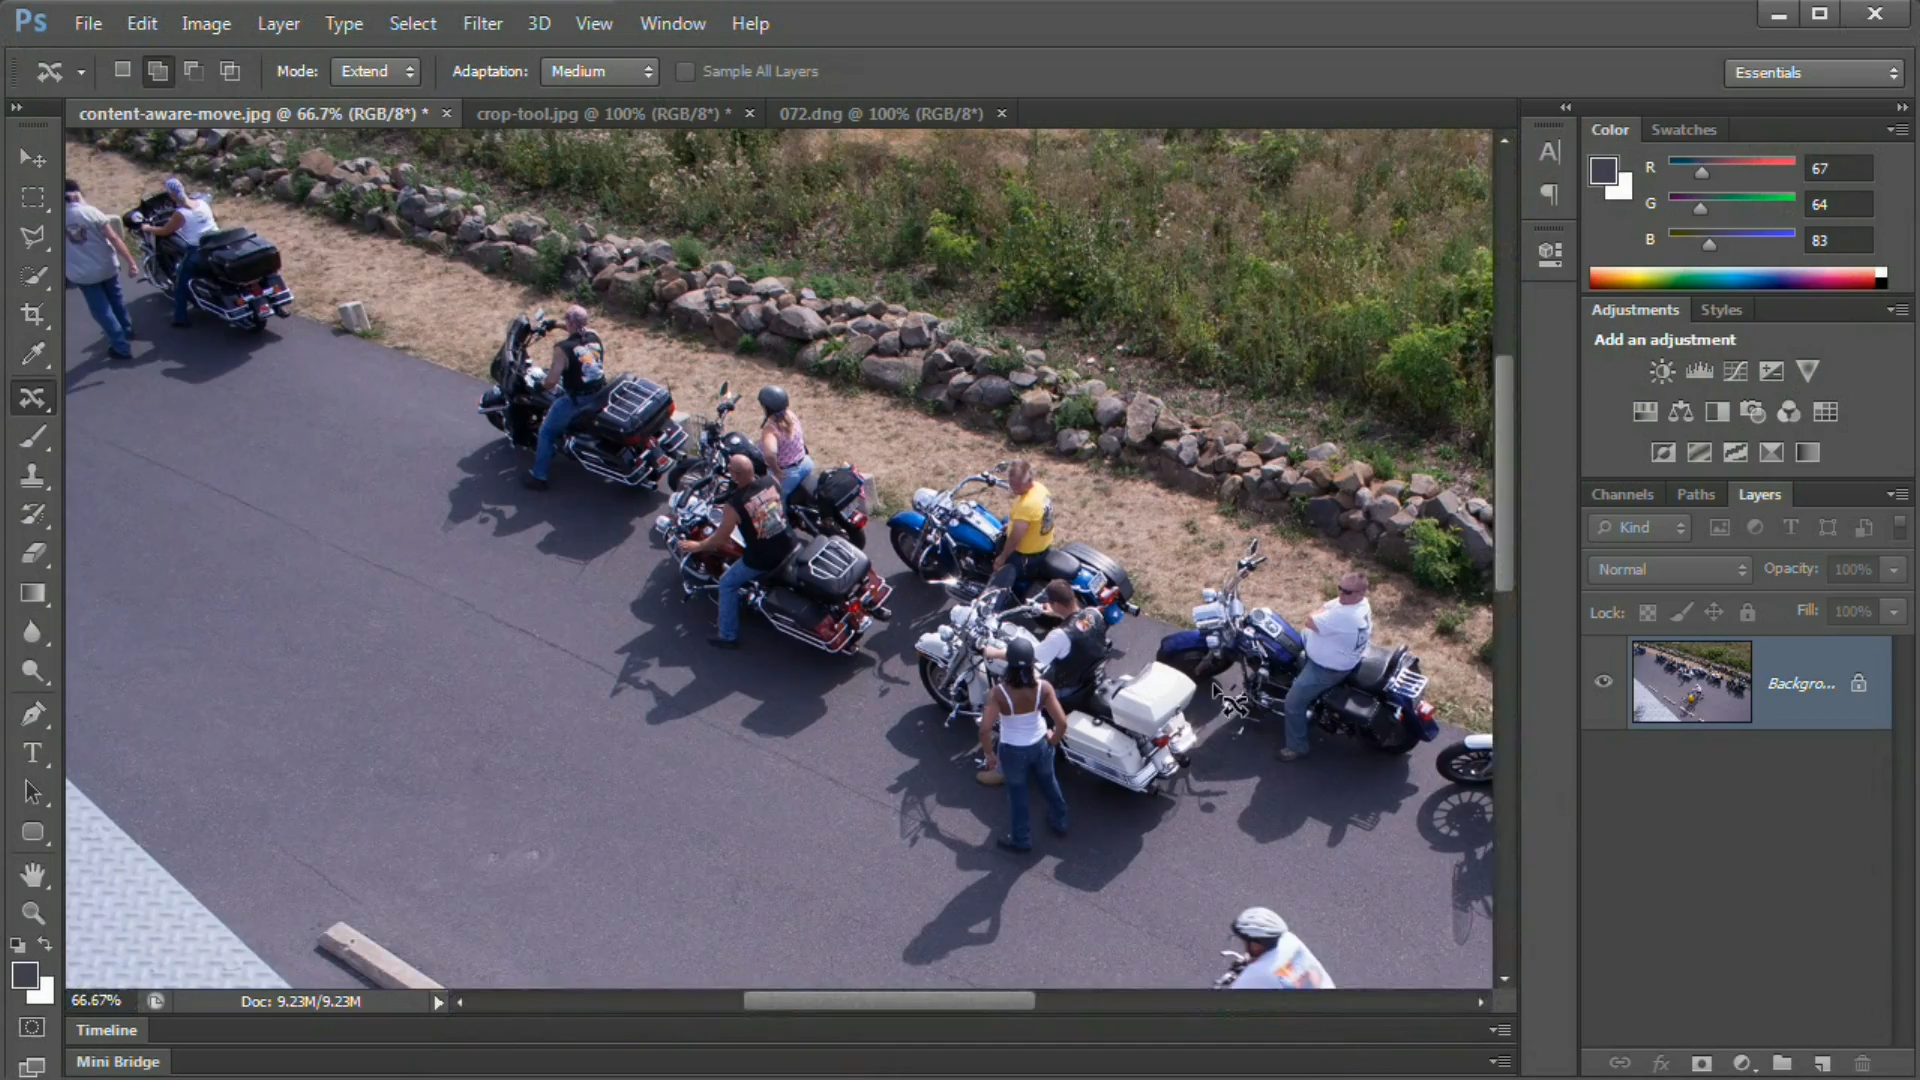 Ps File Edit Image Layer Type Select Filter 3D View Window Help
Mode: Extend Adaptation: Medium Sample All Layers Essentials
content-aware-move.jpg @ 66.7% (RGB/8*) * × crop-tool.jpg @ 100% (RGB/8*) * × 072.dng @ 100% (RGB/8*) ×
Color Swatches
R 67
G 64
B 83
Adjustments Styles
Add an adjustment
Channels Paths Layers
Kind
Normal Opacity: 100%
Lock: Fill: 100%
Backgro...
66.67% Doc: 9.23M/9.23M
Timeline
Mini Bridge